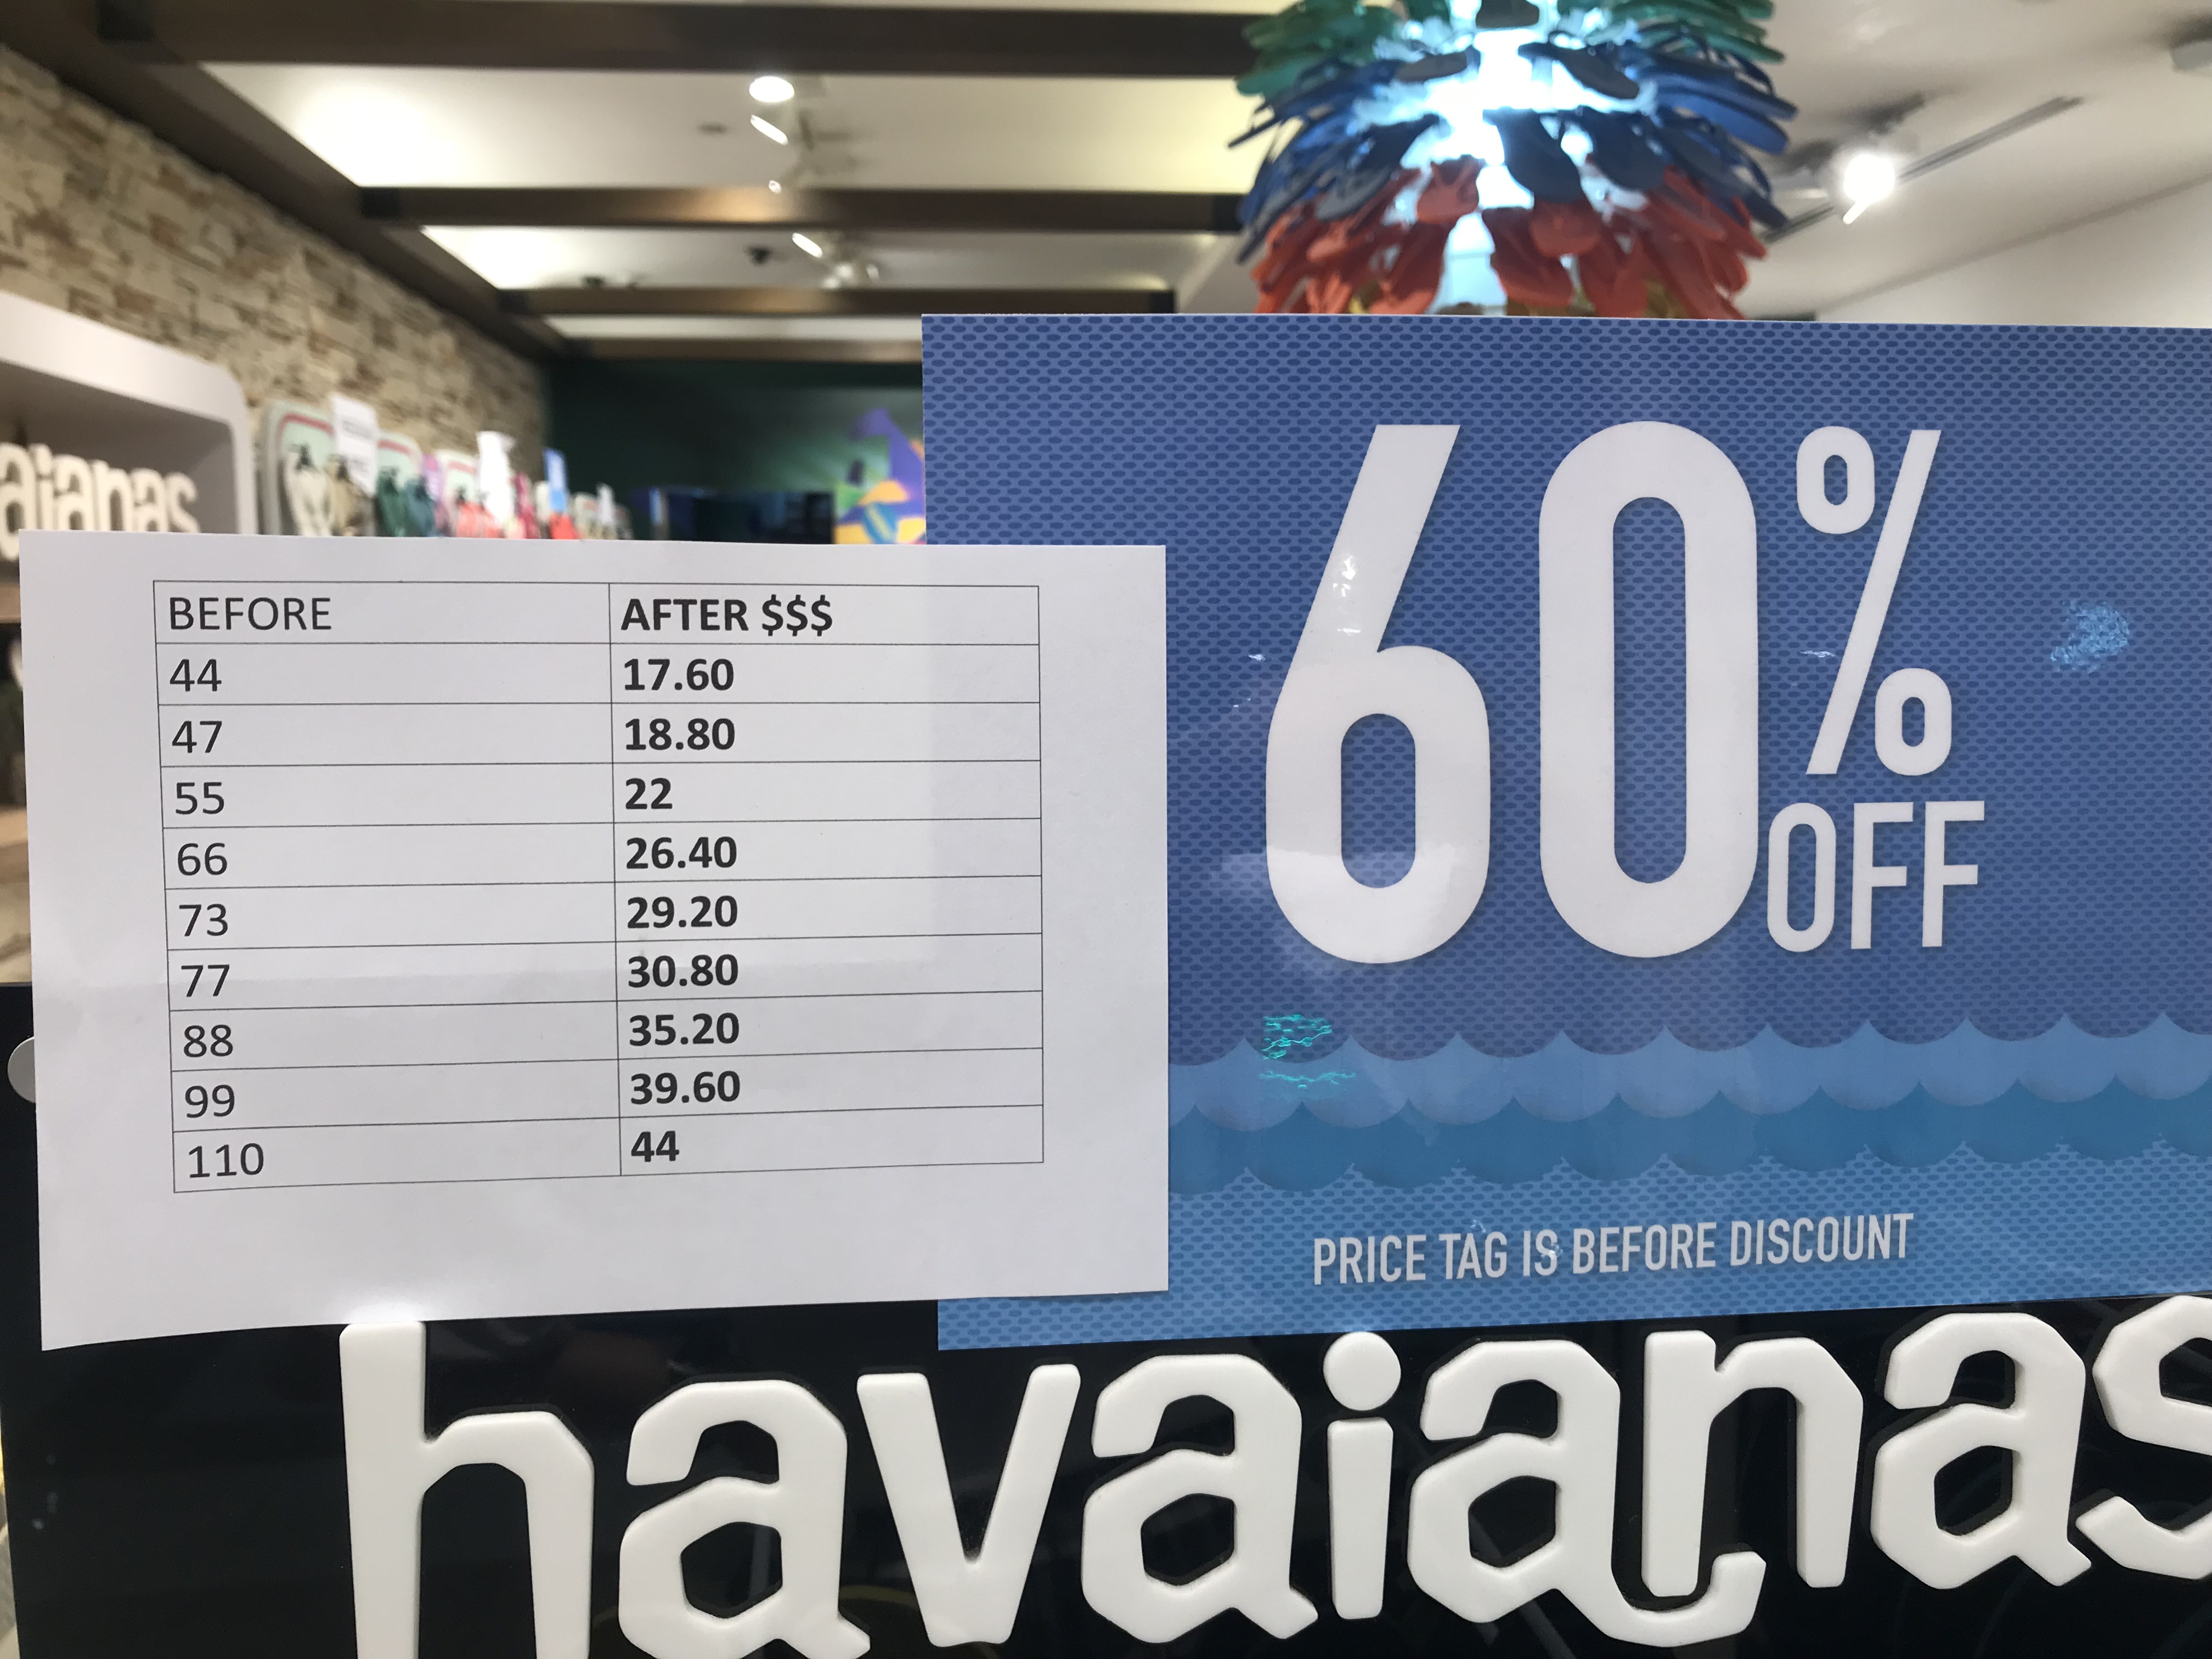 aianas
BEFORE AFTER $$$
44 17.60
47 18.80
55 22
66 26.40
73 29.20
77 30.80
88 35.20
99 39.60
110 44
60%
OFF
PRICE TAG IS BEFORE DISCOUNT
havaianas